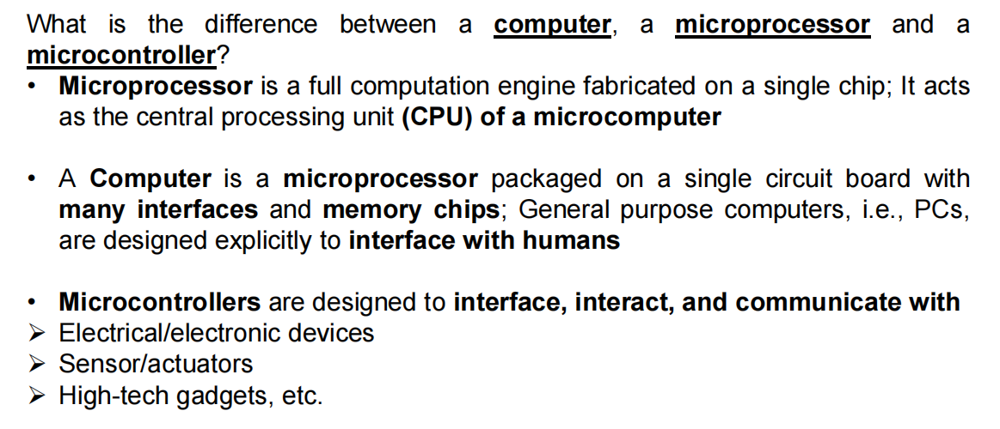 What is the difference between a computer, a microprocessor and a
microcontroller?
• Microprocessor is a full computation engine fabricated on a single chip; It acts
as the central processing unit (CPU) of a microcomputer
• A Computer is a microprocessor packaged on a single circuit board with
many interfaces and memory chips; General purpose computers, i.e., PCs,
are designed explicitly to interface with humans
• Microcontrollers are designed to interface, interact, and communicate with
➢ Electrical/electronic devices
➢ Sensor/actuators
➢ High-tech gadgets, etc.